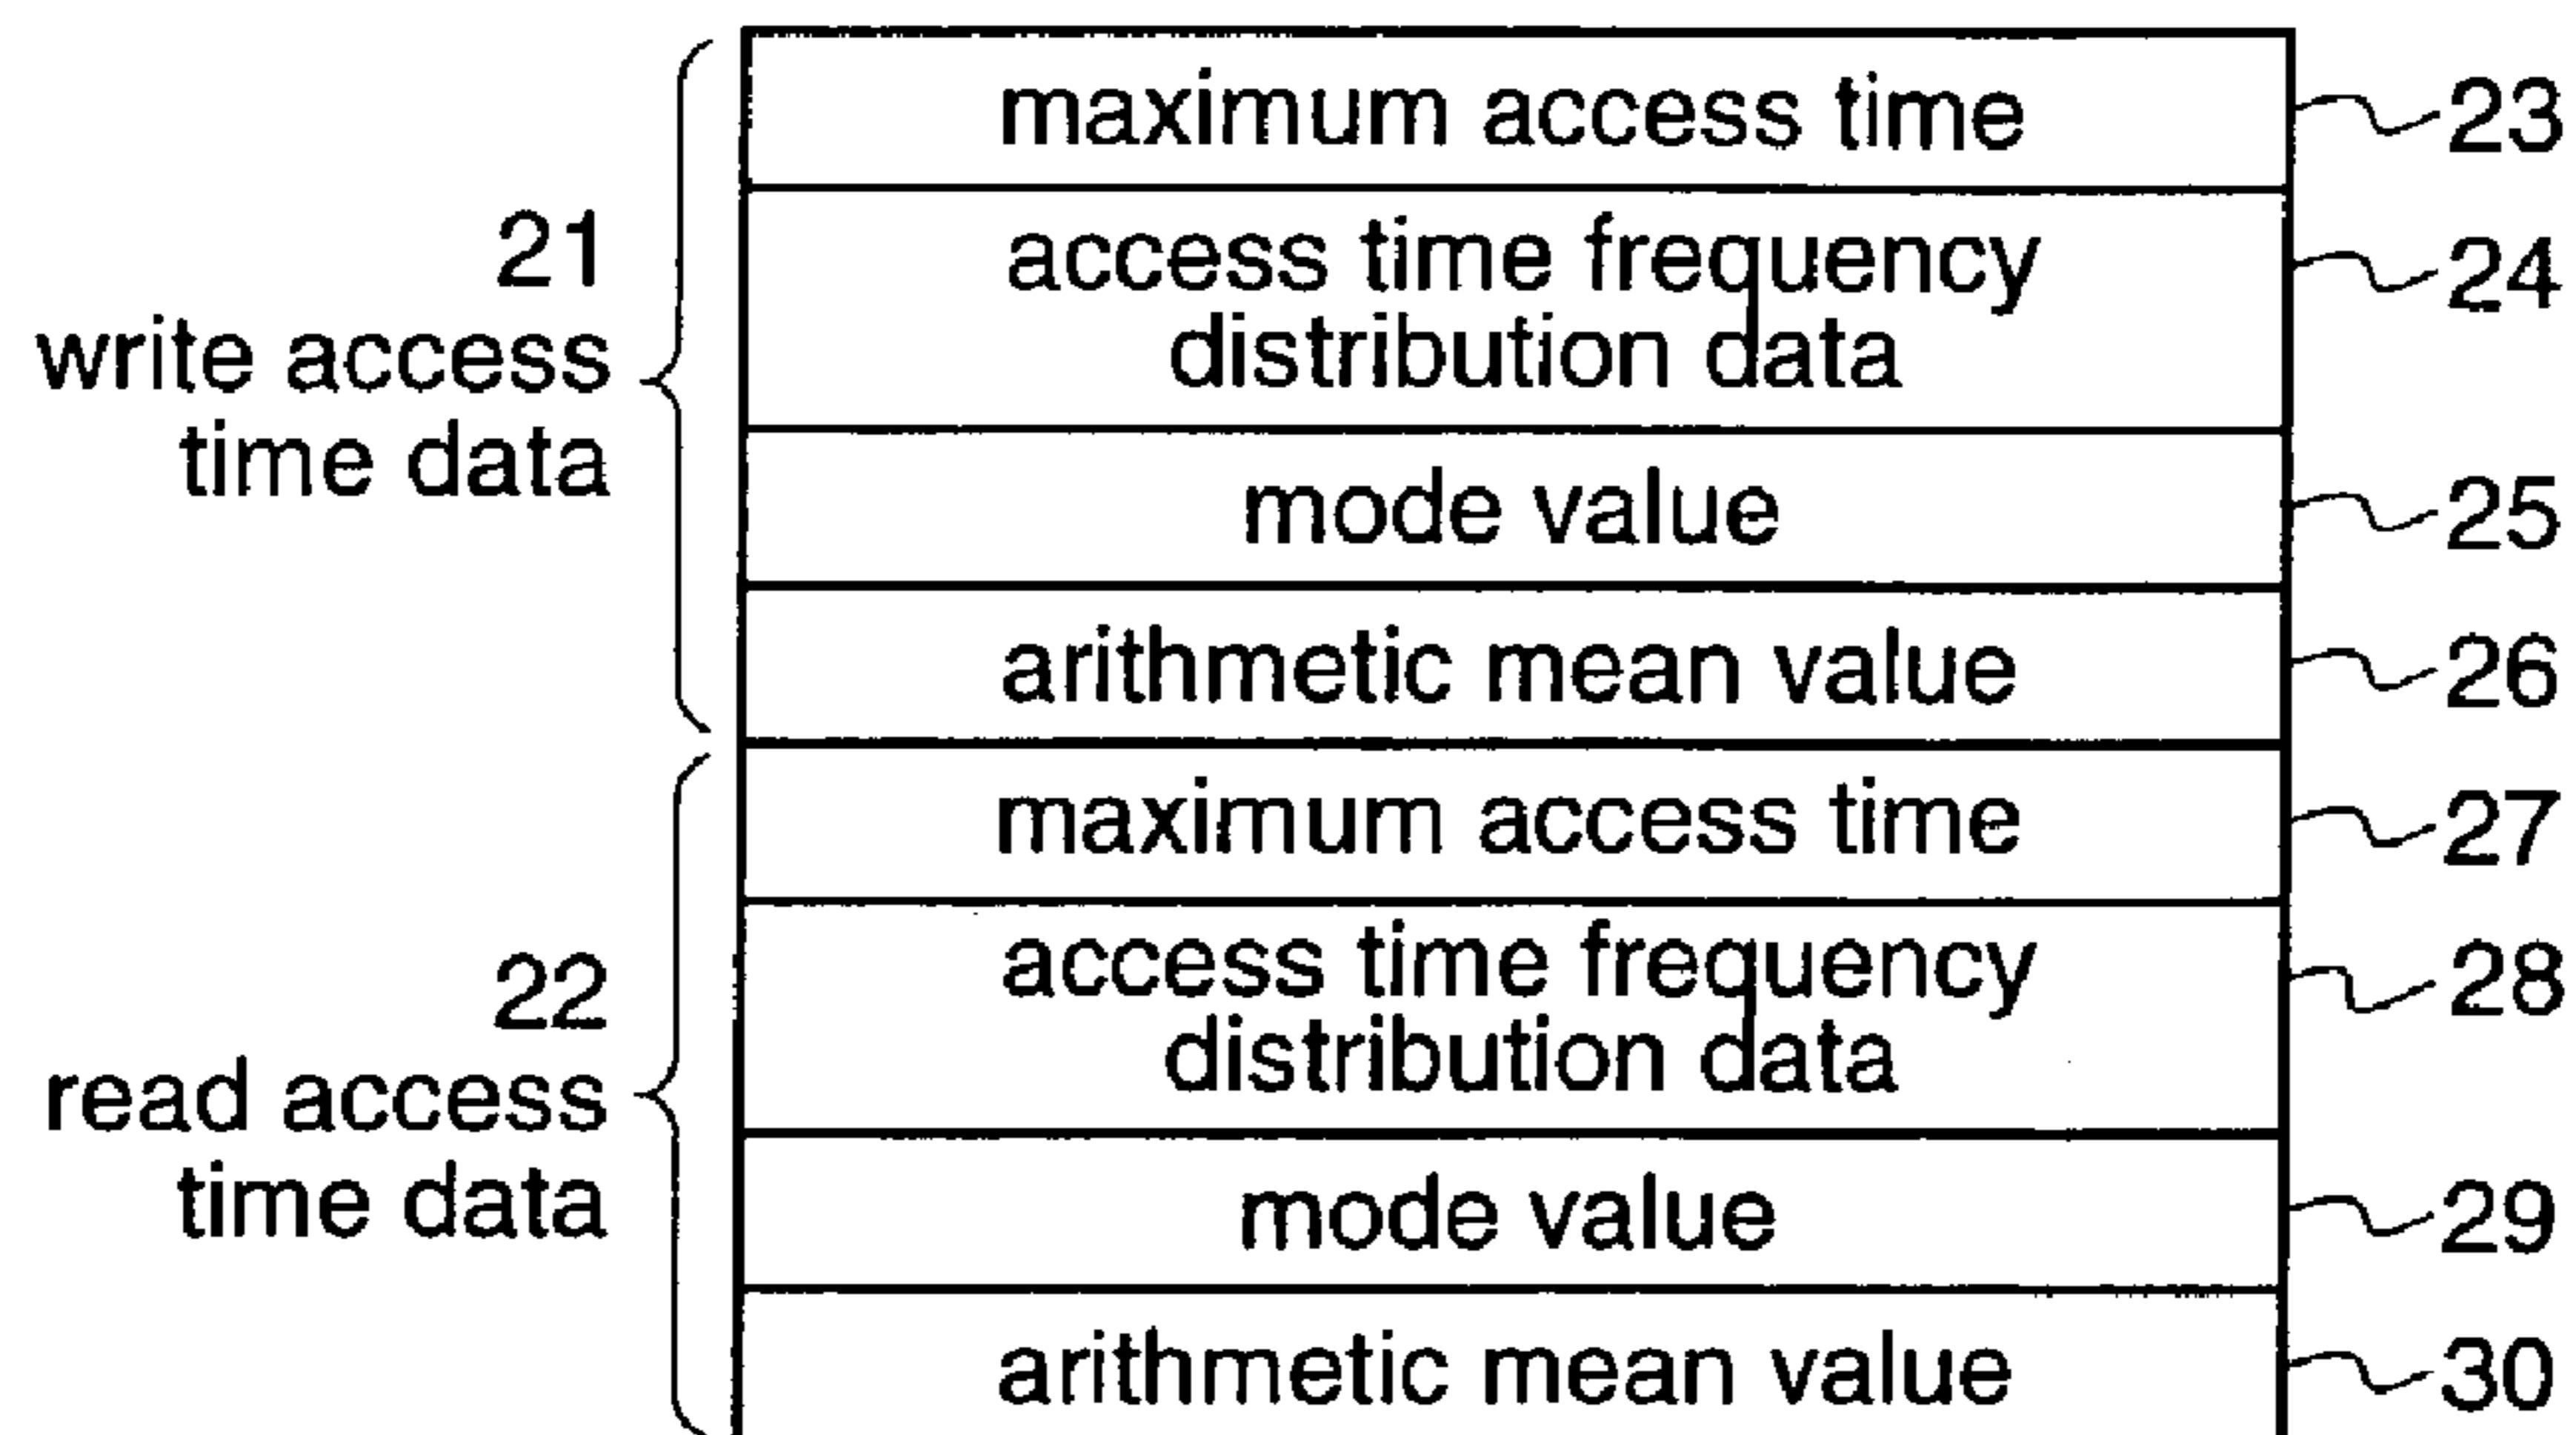 maximum access time 23
21
write access
time data
access time frequency
distribution data
24
mode value 25
arithmetic mean value 26
22
read access
time data
maximum access time 27
access time frequency
distribution data
28
mode value 29
arithmetic mean value 30